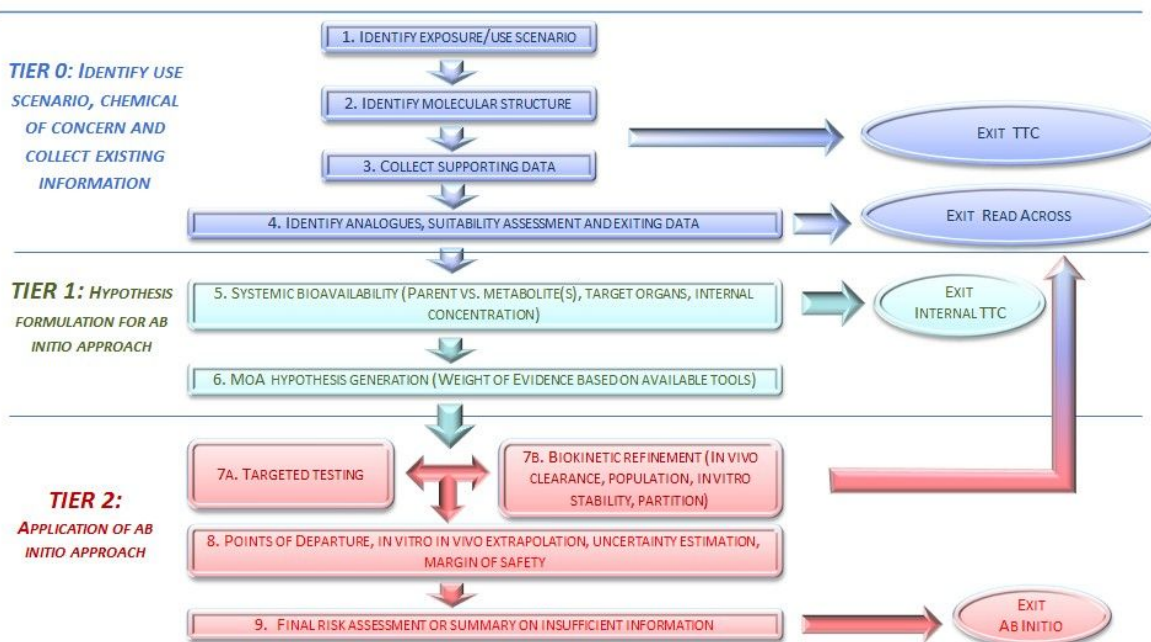 1. IDENTIFY EXPOSURE/USE SCENARIO
TIER 0: IDENTIFY USE
SCENARIO, CHEMICAL
OF CONCERN AND
COLLECT EXISTING
INFORMATION
2. IDENTIFY MOLECULAR STRUCTURE
EXIT TTC
3. COLLECT SUPPORTING DATA
4. IDENTIFY ANALOGUES, SUITABILITY ASSESSMENT AND EXITING DATA
EXIT READ ACROSS
TIER 1: HYPOTHESIS
FORMULATION FOR AB
INITIO APPROACH
5. SYSTEMIC BIOAVAILABILITY (PARENT VS. METABOLITE(S), TARGET ORGANS, INTERNAL
CONCENTRATION)
EXIT
INTERNAL TTC
6. MOA HYPOTHESIS GENERATION (WEIGHT OF EVIDENCE BASED ON AVAILABLE TOOLS)
TIER 2:
APPLICATION OF AB
INITIO APPROACH
7A. TARGETED TESTING
7B. BIOKINETIC REFINEMENT (IN VIVO
CLEARANCE, POPULATION, IN VITRO
STABILITY, PARTITION)
8. POINTS OF DEPARTURE, IN VITRO IN VIVO EXTRAPOLATION, UNCERTAINTY ESTIMATION,
MARGIN OF SAFETY
9. FINAL RISK ASSESSMENT OR SUMMARY ON INSUFFICIENT INFORMATION
EXIT
AB INITIO